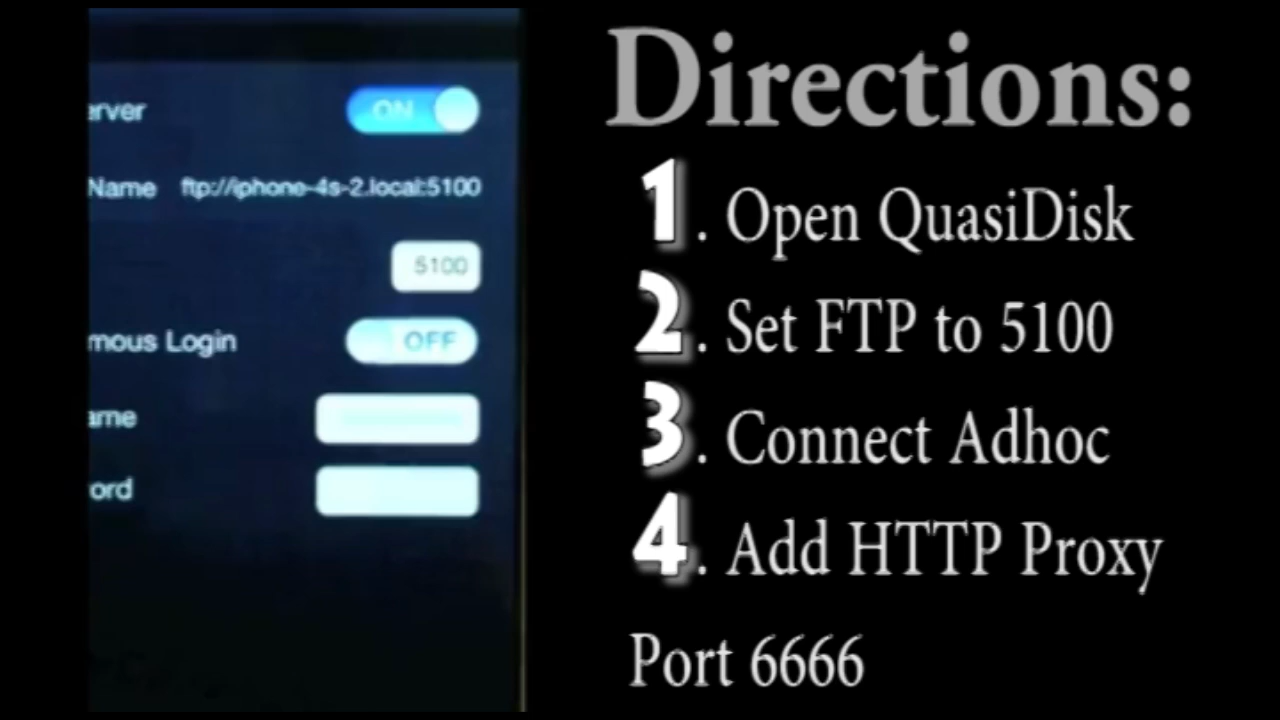 erver ON
Name ftp://iphone-4s-2.local:5100
5100
mous Login OFF
ame
ord
Directions:
1. Open QuasiDisk
2. Set FTP to 5100
3. Connect Adhoc
4. Add HTTP Proxy
Port 6666